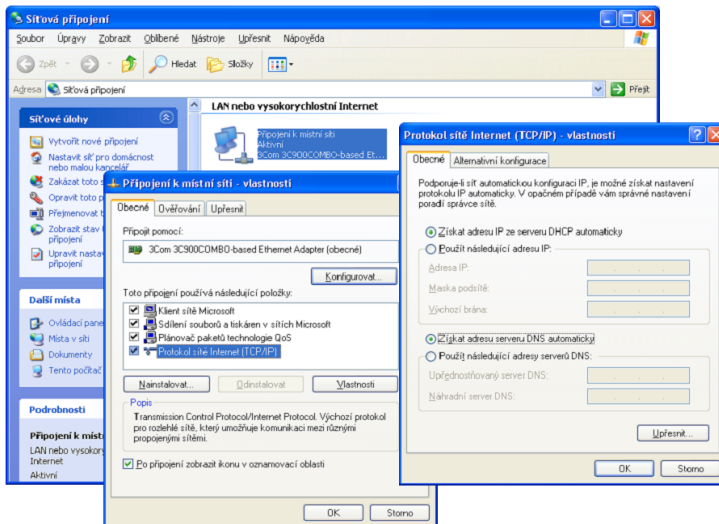 Síťová připojení
Soubor Úpravy Zobrazit Oblíbené Nástroje Upřesnit Nápověda
Zpět Hledat Složky
Adresa Síťová připojení Přejít
Síťové úlohy
Vytvořit nové připojení
Nastavit síť pro domácnost
nebo malou kancelář
Zakázat toto
Opravit toto
Přejmenovat
Zobrazit stav
připojení
Upravit
připojení
Další místa
Ovládací
Místa v síti
Dokumenty
Tento počítač
Podrobnosti
Připojení k
LAN nebo
Internet
Aktivní
LAN nebo vysokorychlostní Internet
Připojení k místní síti
Aktivní
3Com 3C900COMBO-based Et...
Připojení k místní síti - vlastnosti
Obecné Ověřování Upřesnit
Připojit pomocí:
3Com 3C900COMBO-based Ethernet Adapter (obecné)
Konfigurovat...
Toto připojení používá následující položky:
Klient sítě Microsoft
Sdílení souborů a tiskáren v sítích Microsoft
Plánovač paketů technologie QoS
Protokol sítě Internet (TCP/IP)
Nainstalovat... Odinstalovat Vlastnosti
Popis
Transmission Control Protocol/Internet Protocol. Výchozí protokol
pro rozlehlé sítě, který umožňuje komunikaci mezi různými
propojenými sítěmi.
Po připojení zobrazit ikonu v oznamovací oblasti
OK Storno
Protokol sítě Internet (TCP/IP) - vlastnosti
Obecné Alternativní konfigurace
Podporuje-li síť automatickou konfiguraci IP, je možné získat nastavení
protokolu IP automaticky. V opačném případě vám správné nastavení
poradí správce sítě.
Získat adresu IP ze serveru DHCP automaticky
Použít následující adresu IP:
Adresa IP:
Maska podsítě:
Výchozí brána:
Získat adresu serveru DNS automaticky
Použít následující adresy serverů DNS:
Upřednostňovaný server DNS:
Náhradní server DNS:
Upřesnit...
OK Storno